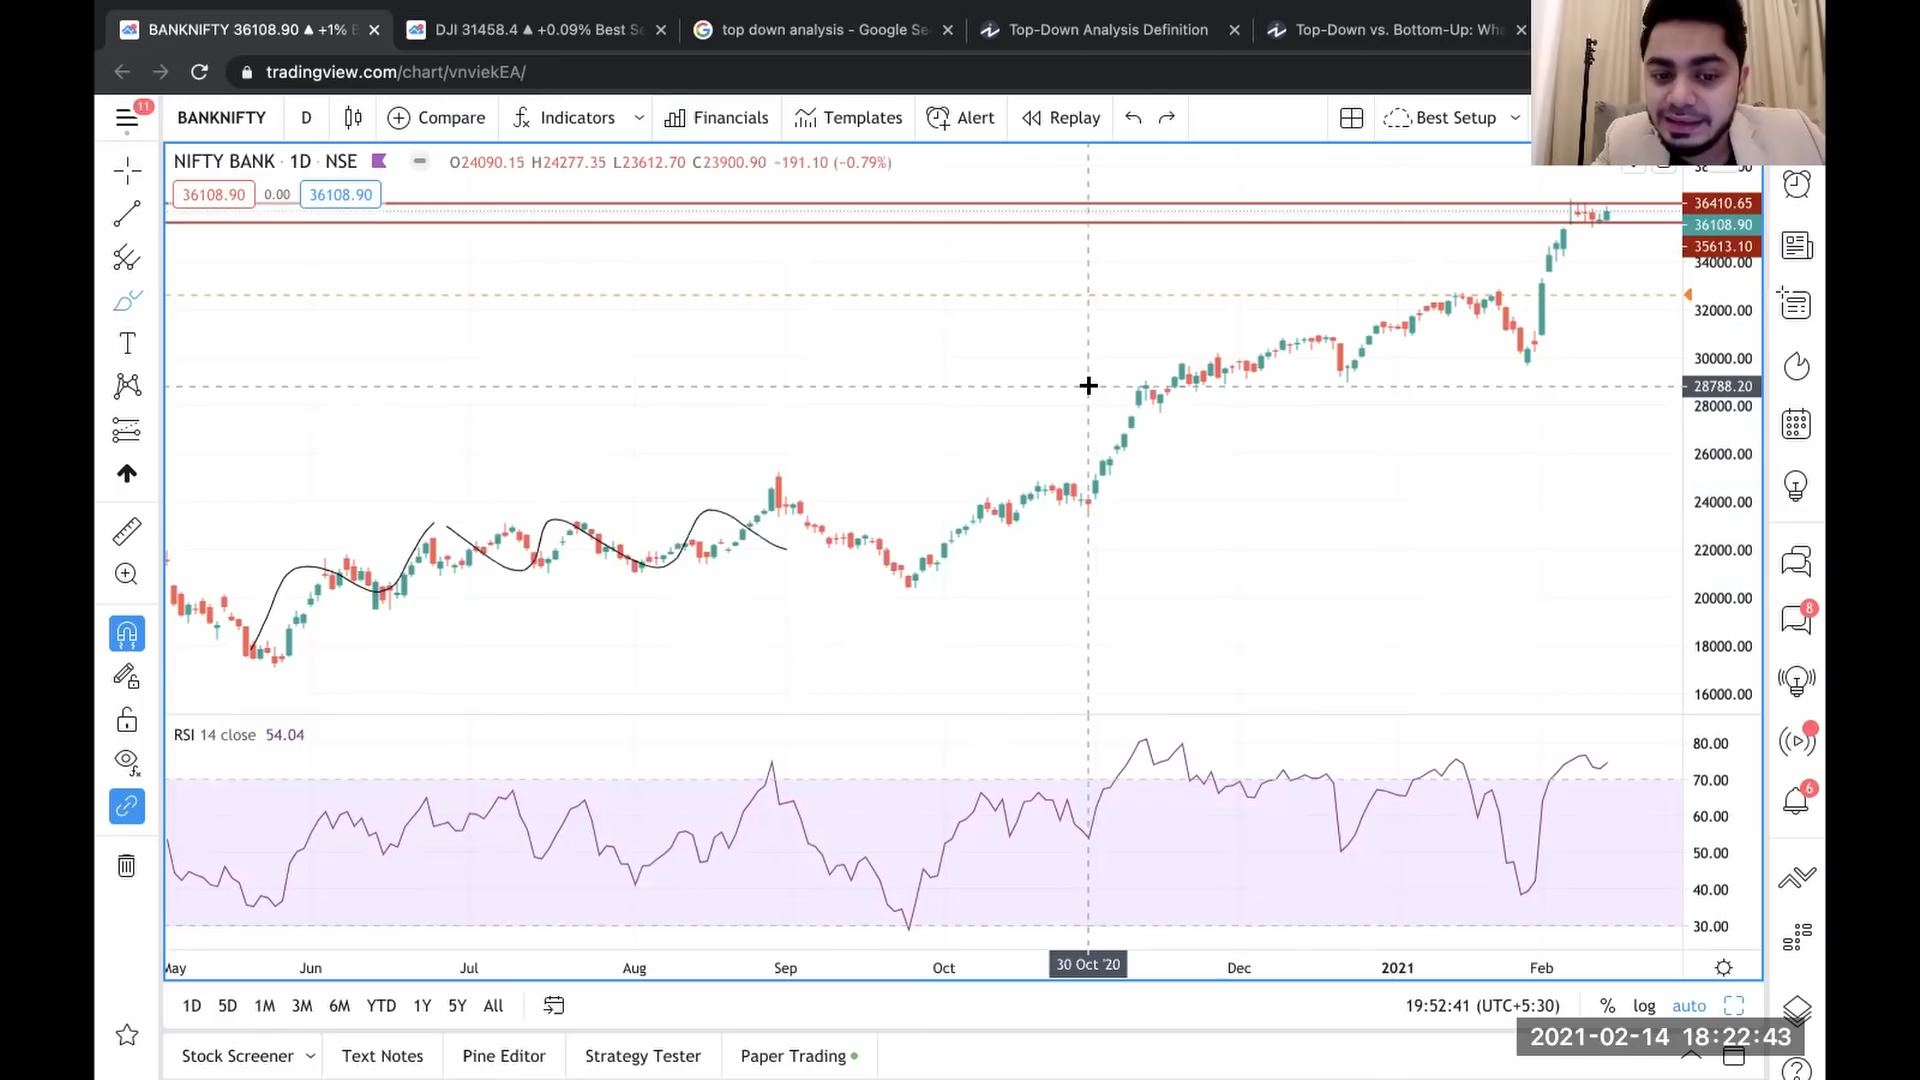 BANKNIFTY 36108.90 ▲ +1%
DJI 31458.4 ▲ +0.09% Best S
top down analysis - Google Se
Top-Down Analysis Definition
Top-Down vs. Bottom-Up: Wh
tradingview.com/chart/vnviekEA/
11
BANKNIFTY D Compare Indicators Financials Templates Alert Replay Best Setup
NIFTY BANK · 1D · NSE O24090.15 H24277.35 L23612.70 C23900.90 −191.10 (−0.79%)
36108.90 0.00 36108.90
36410.65
36108.90
35613.10
34000.00
32000.00
30000.00
28788.20
28000.00
26000.00
24000.00
22000.00
20000.00
18000.00
16000.00
RSI 14 close 54.04
80.00
70.00
60.00
50.00
40.00
30.00
8
6
May Jun Jul Aug Sep Oct 30 Oct '20 Dec 2021 Feb
1D 5D 1M 3M 6M YTD 1Y 5Y All 19:52:41 (UTC+5:30) % log auto
2021-02-14 18:22:43
Stock Screener Text Notes Pine Editor Strategy Tester Paper Trading